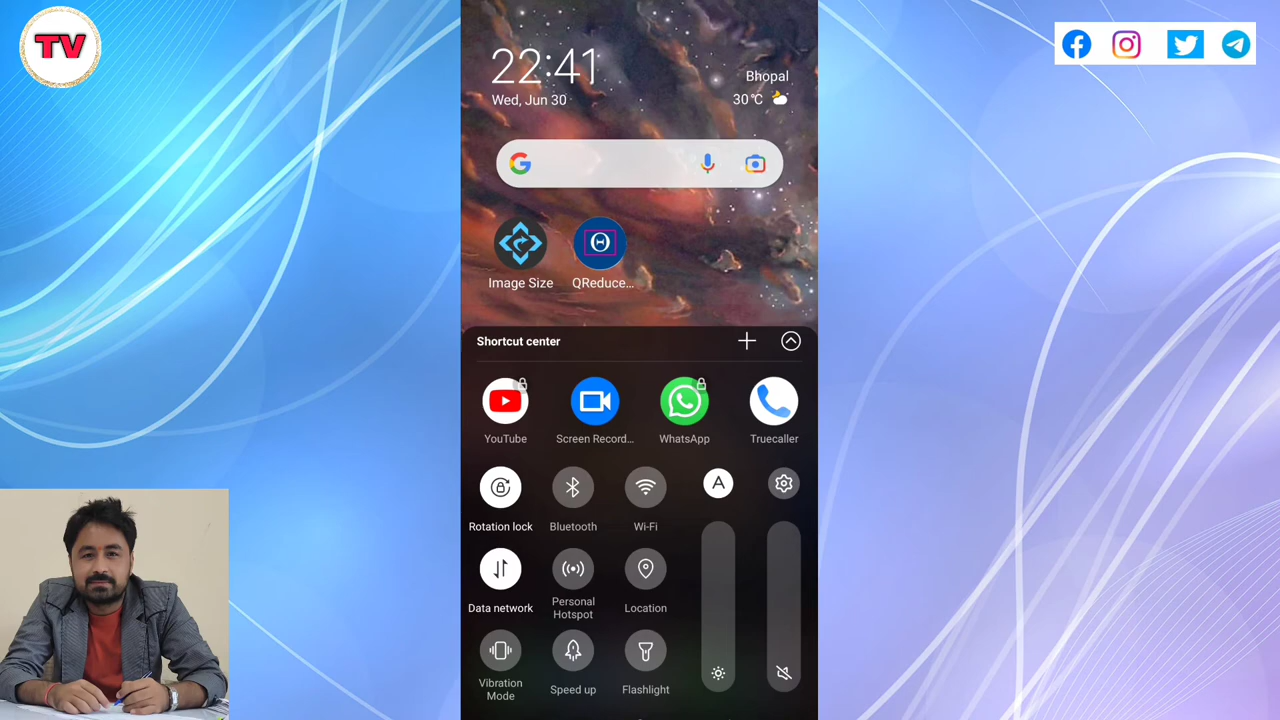 TV
22:41
Wed, Jun 30
Bhopal
30℃
Image Size
QReduce...
Shortcut center
YouTube
Screen Record...
WhatsApp
Truecaller
A
Rotation lock
Bluetooth
Wi-Fi
Data network
Personal
Hotspot
Location
Vibration
Mode
Speed up
Flashlight